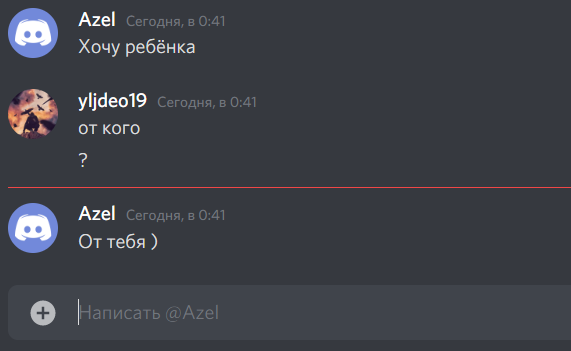 Azel Сегодня, в 0:41
Хочу ребёнка
yljdeo19 Сегодня, в 0:41
от кого
?
Azel Сегодня, в 0:41
От тебя )
Написать @Azel